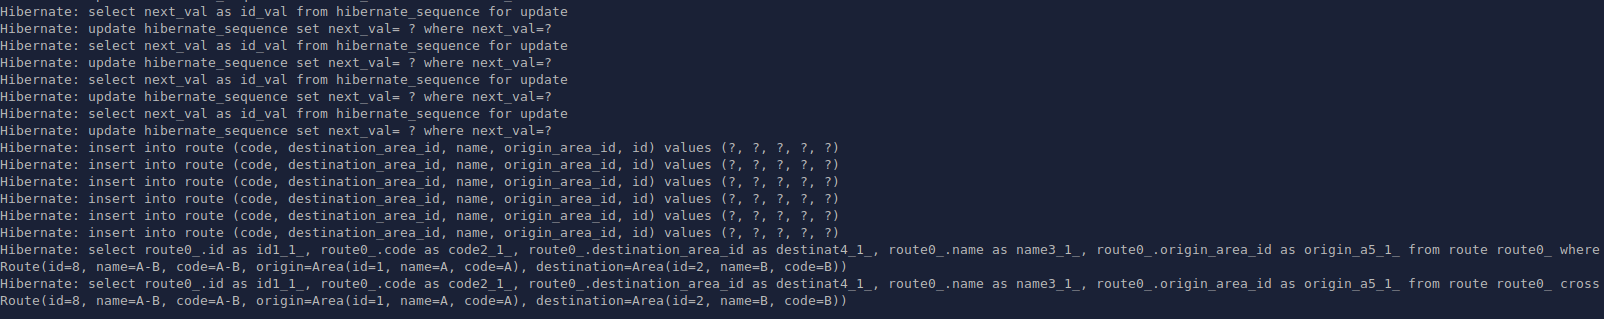 Hibernate: select next_val as id_val from hibernate_sequence for update
Hibernate: update hibernate_sequence set next_val= ? where next_val=?
Hibernate: select next_val as id_val from hibernate_sequence for update
Hibernate: update hibernate_sequence set next_val= ? where next_val=?
Hibernate: select next_val as id_val from hibernate_sequence for update
Hibernate: update hibernate_sequence set next_val= ? where next_val=?
Hibernate: select next_val as id_val from hibernate_sequence for update
Hibernate: update hibernate_sequence set next_val= ? where next_val=?
Hibernate: insert into route (code, destination_area_id, name, origin_area_id, id) values (?, ?, ?, ?, ?)
Hibernate: insert into route (code, destination_area_id, name, origin_area_id, id) values (?, ?, ?, ?, ?)
Hibernate: insert into route (code, destination_area_id, name, origin_area_id, id) values (?, ?, ?, ?, ?)
Hibernate: insert into route (code, destination_area_id, name, origin_area_id, id) values (?, ?, ?, ?, ?)
Hibernate: insert into route (code, destination_area_id, name, origin_area_id, id) values (?, ?, ?, ?, ?)
Hibernate: insert into route (code, destination_area_id, name, origin_area_id, id) values (?, ?, ?, ?, ?)
Hibernate: select route0_.id as id1_1_, route0_.code as code2_1_, route0_.destination_area_id as destinat4_1_, route0_.name as name3_1_, route0_.origin_area_id as origin_a5_1_ from route route0_ where
Route(id=8, name=A-B, code=A-B, origin=Area(id=1, name=A, code=A), destination=Area(id=2, name=B, code=B))
Hibernate: select route0_.id as id1_1_, route0_.code as code2_1_, route0_.destination_area_id as destinat4_1_, route0_.name as name3_1_, route0_.origin_area_id as origin_a5_1_ from route route0_ cross
Route(id=8, name=A-B, code=A-B, origin=Area(id=1, name=A, code=A), destination=Area(id=2, name=B, code=B))